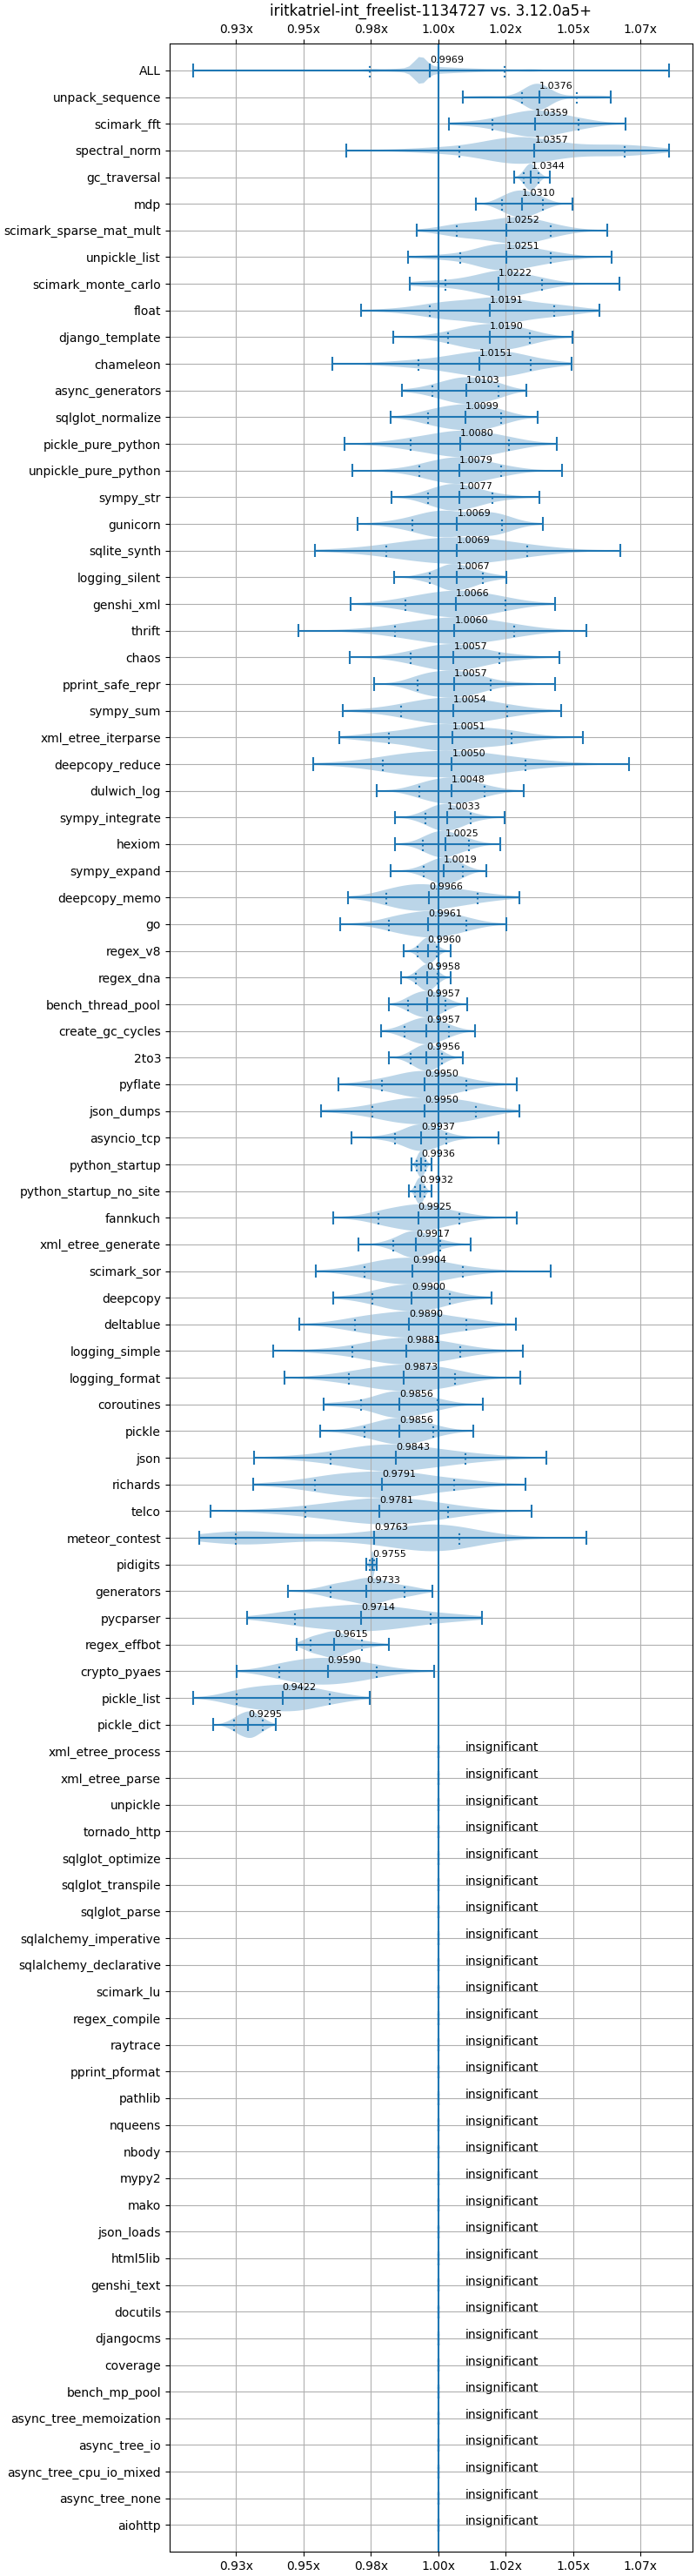 iritkatriel-int_freelist-1134727 vs. 3.12.0a5+
0.93x 0.95x 0.98x 1.00x 1.02x 1.05x 1.07x
ALL 0.9969
unpack_sequence 1.0376
scimark_fft 1.0359
spectral_norm 1.0357
gc_traversal 1.0344
mdp 1.0310
scimark_sparse_mat_mult 1.0252
unpickle_list 1.0251
scimark_monte_carlo 1.0222
float 1.0191
django_template 1.0190
chameleon 1.0151
async_generators 1.0103
sqlglot_normalize 1.0099
pickle_pure_python 1.0080
unpickle_pure_python 1.0079
sympy_str 1.0077
gunicorn 1.0069
sqlite_synth 1.0069
logging_silent 1.0067
genshi_xml 1.0066
thrift 1.0060
chaos 1.0057
pprint_safe_repr 1.0057
sympy_sum 1.0054
xml_etree_iterparse 1.0051
deepcopy_reduce 1.0050
dulwich_log 1.0048
sympy_integrate 1.0033
hexiom 1.0025
sympy_expand 1.0019
deepcopy_memo 0.9966
go 0.9961
regex_v8 0.9960
regex_dna 0.9958
bench_thread_pool 0.9957
create_gc_cycles 0.9957
2to3 0.9956
pyflate 0.9950
json_dumps 0.9950
asyncio_tcp 0.9937
python_startup 0.9936
python_startup_no_site 0.9932
fannkuch 0.9925
xml_etree_generate 0.9917
scimark_sor 0.9904
deepcopy 0.9900
deltablue 0.9890
logging_simple 0.9881
logging_format 0.9873
coroutines 0.9856
pickle 0.9856
json 0.9843
richards 0.9791
telco 0.9781
meteor_contest 0.9763
pidigits 0.9755
generators 0.9733
pycparser 0.9714
regex_effbot 0.9615
crypto_pyaes 0.9590
pickle_list 0.9422
pickle_dict 0.9295
xml_etree_process insignificant
xml_etree_parse insignificant
unpickle insignificant
tornado_http insignificant
sqlglot_optimize insignificant
sqlglot_transpile insignificant
sqlglot_parse insignificant
sqlalchemy_imperative insignificant
sqlalchemy_declarative insignificant
scimark_lu insignificant
regex_compile insignificant
raytrace insignificant
pprint_pformat insignificant
pathlib insignificant
nqueens insignificant
nbody insignificant
mypy2 insignificant
mako insignificant
json_loads insignificant
html5lib insignificant
genshi_text insignificant
docutils insignificant
djangocms insignificant
coverage insignificant
bench_mp_pool insignificant
async_tree_memoization insignificant
async_tree_io insignificant
async_tree_cpu_io_mixed insignificant
async_tree_none insignificant
aiohttp insignificant
0.93x 0.95x 0.98x 1.00x 1.02x 1.05x 1.07x